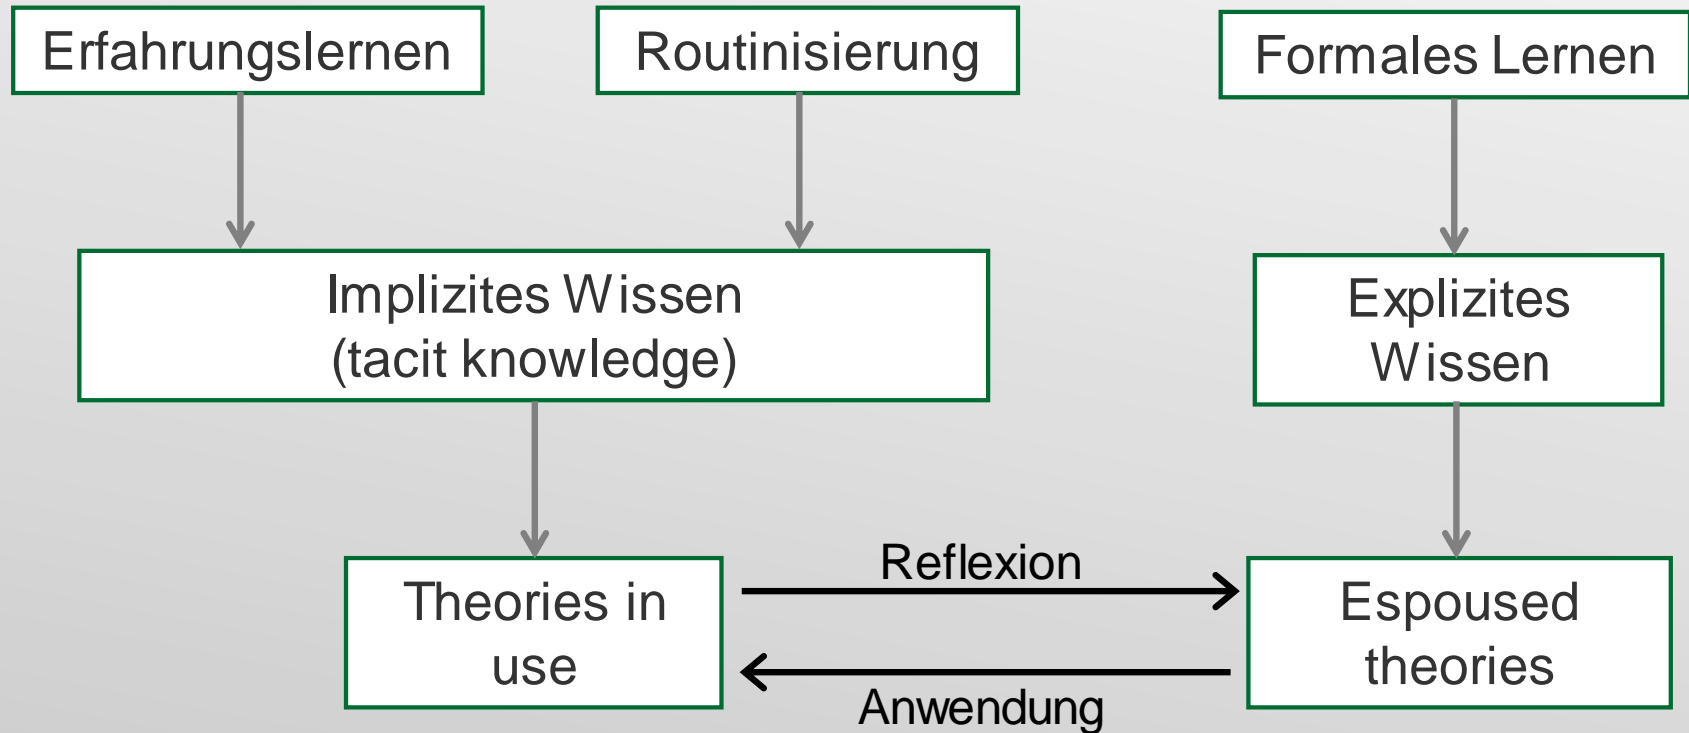 Erfahrungslernen
Routinisierung
Formales Lernen
Implizites Wissen
(tacit knowledge)
Explizites
Wissen
Theories in
use
Reflexion
Anwendung
Espoused
theories